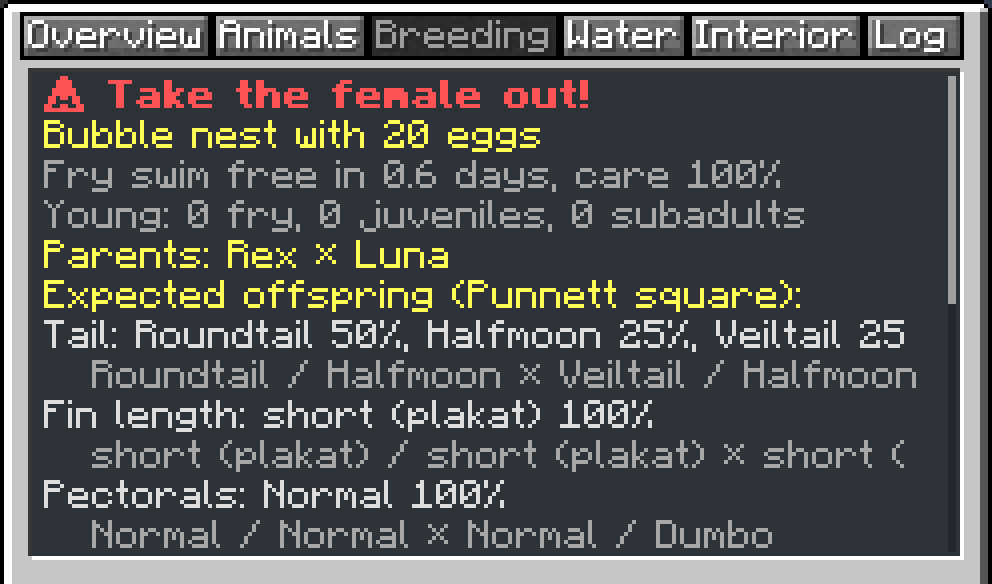 Overview Animals Breeding Water Interior Log
⚠ Take the female out!
Bubble nest with 20 eggs
Fry swim free in 0.6 days, care 100%
Young: 0 fry, 0 juveniles, 0 subadults
Parents: Rex × Luna
Expected offspring (Punnett square):
Tail: Roundtail 50%, Halfmoon 25%, Veiltail 25
Roundtail / Halfmoon × Veiltail / Halfmoon
Fin length: short (plakat) 100%
short (plakat) / short (plakat) × short (
Pectorals: Normal 100%
Normal / Normal × Normal / Dumbo